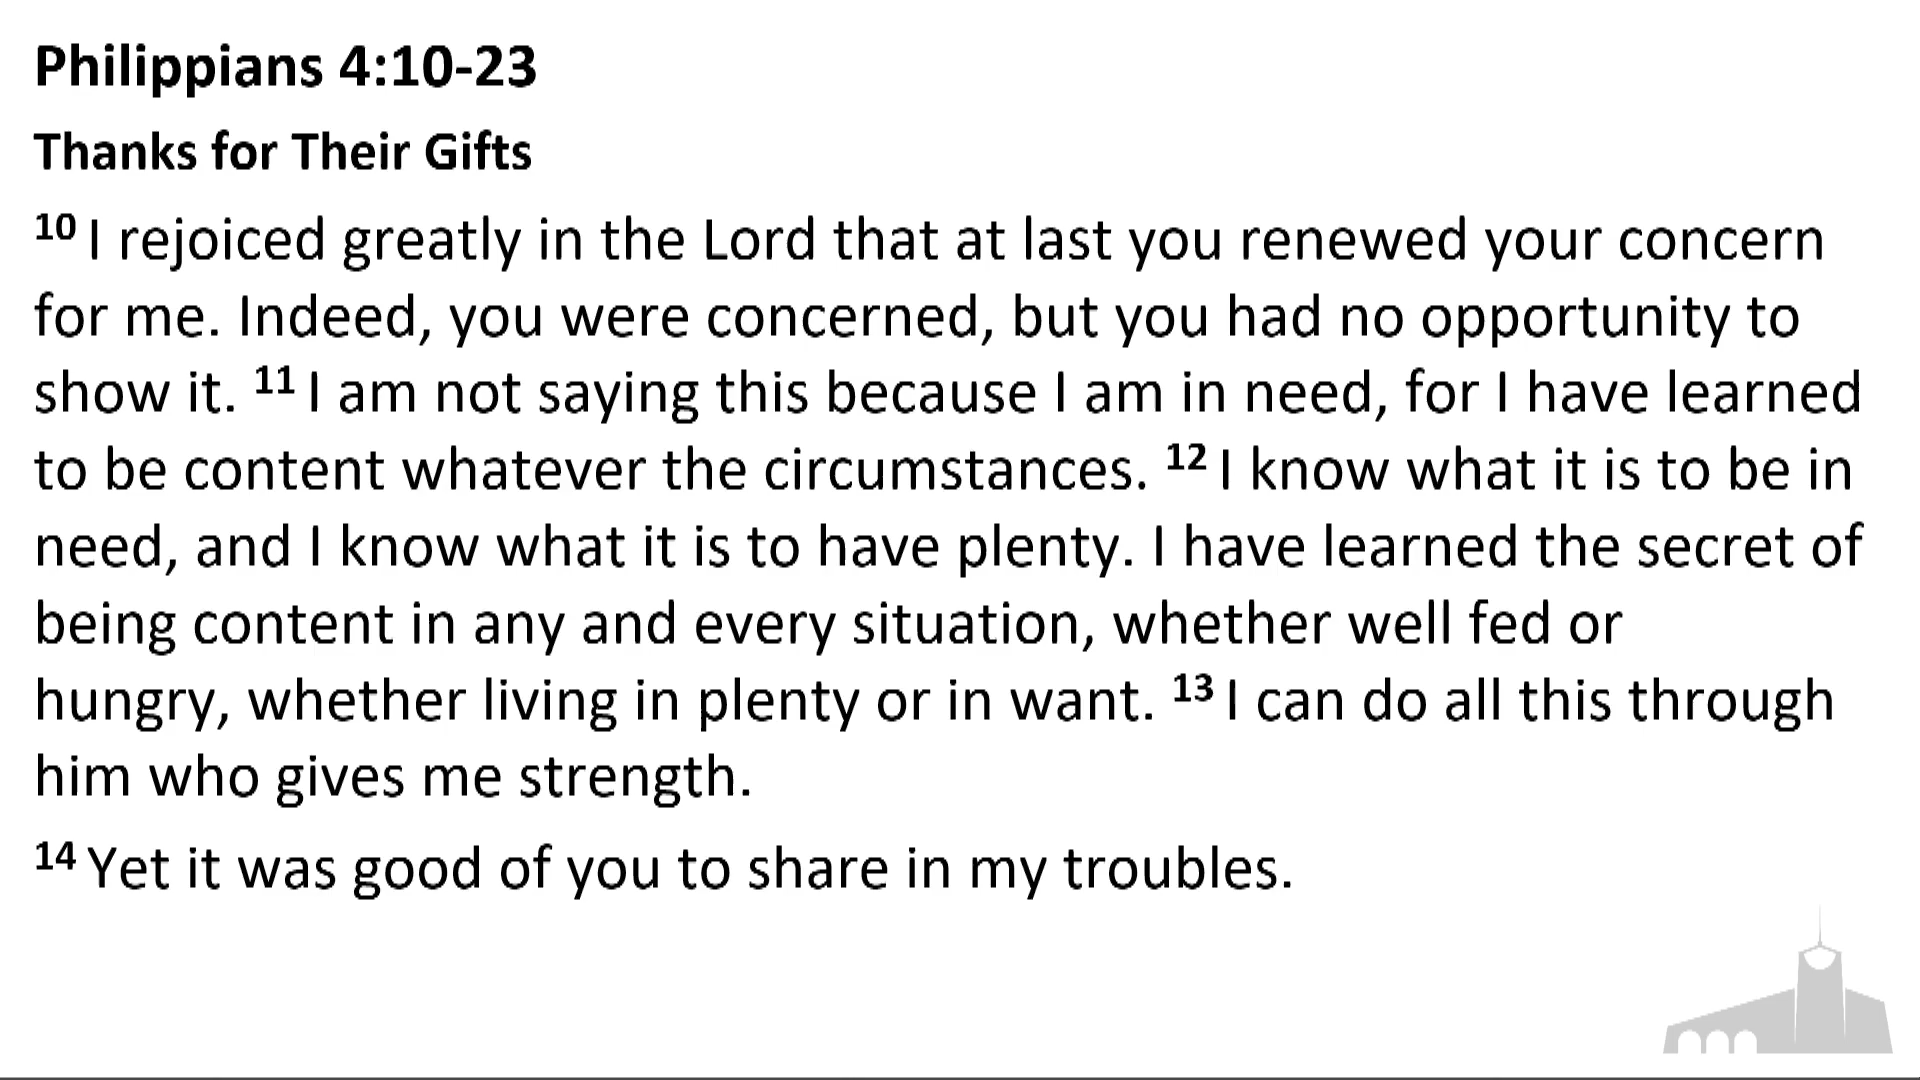 Philippians 4:10-23
Thanks for Their Gifts
10 I rejoiced greatly in the Lord that at last you renewed your concern
for me. Indeed, you were concerned, but you had no opportunity to
show it. 11 I am not saying this because I am in need, for I have learned
to be content whatever the circumstances. 12 I know what it is to be in
need, and I know what it is to have plenty. I have learned the secret of
being content in any and every situation, whether well fed or
hungry, whether living in plenty or in want. 13 I can do all this through
him who gives me strength.
14 Yet it was good of you to share in my troubles.